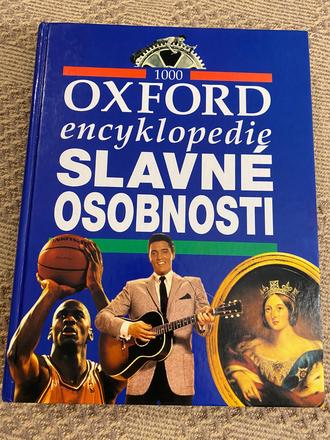 1000
OXFORD
encyklopedie
SLAVNÉ
OSOBNOSTI